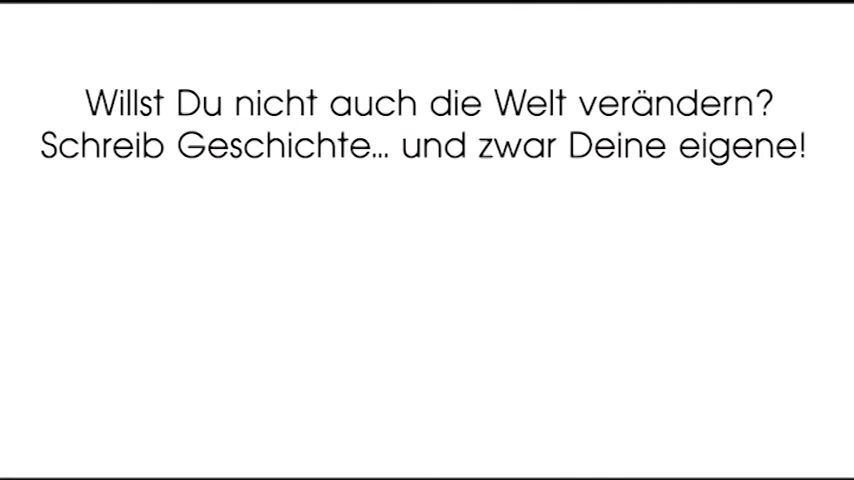 Willst Du nicht auch die Welt verändern?
Schreib Geschichte... und zwar Deine eigene!